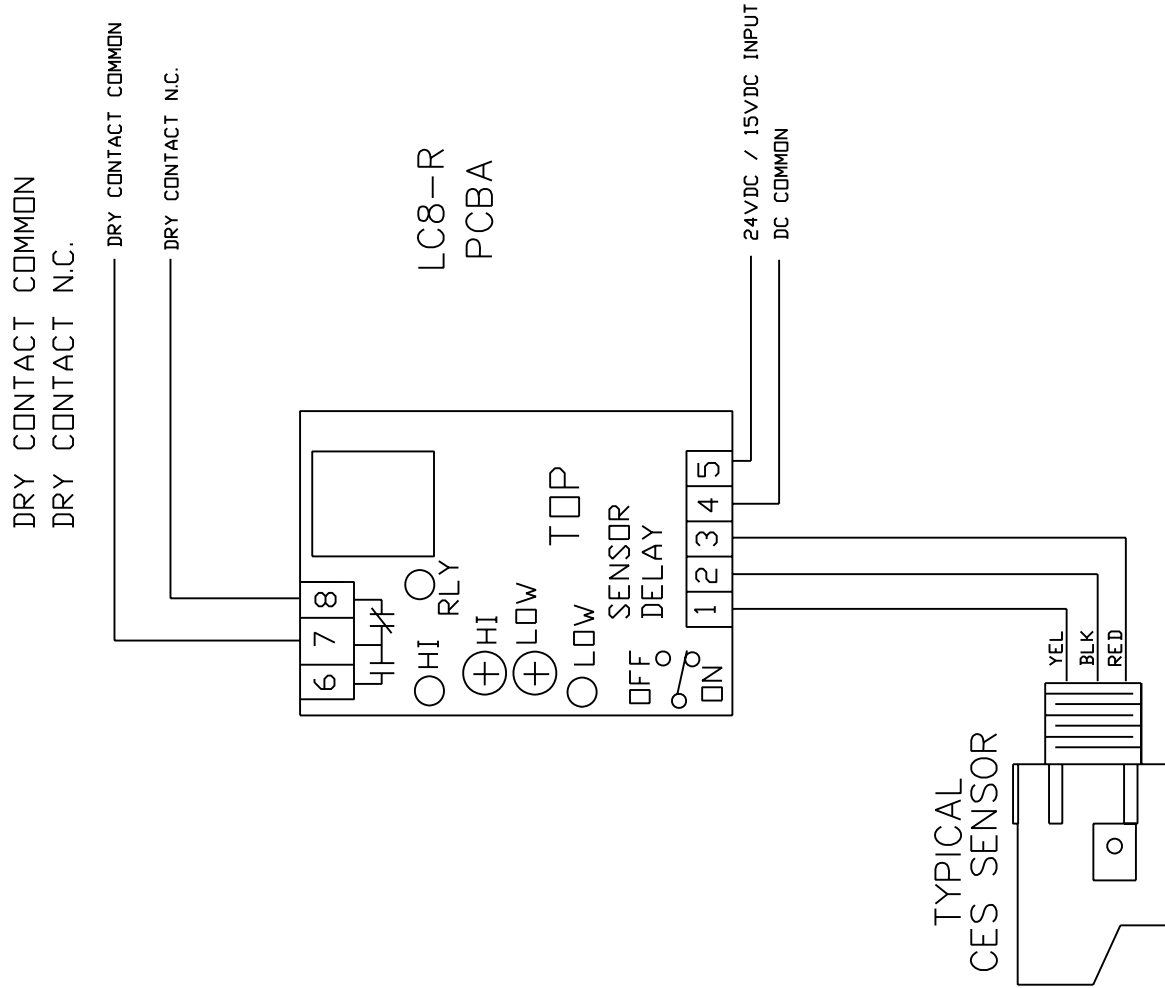 DRY CONTACT COMMON
DRY CONTACT N.C.
DRY CONTACT COMMON
DRY CONTACT N.C.
LC8-R
PCBA
24VDC / 15VDC INPUT
DC COMMON
6 7 8
RLY
HI
HI
LOW
LOW
TOP
SENSOR
DELAY
OFF
ON
1 2 3 4 5
YEL
BLK
RED
TYPICAL
CES SENSOR